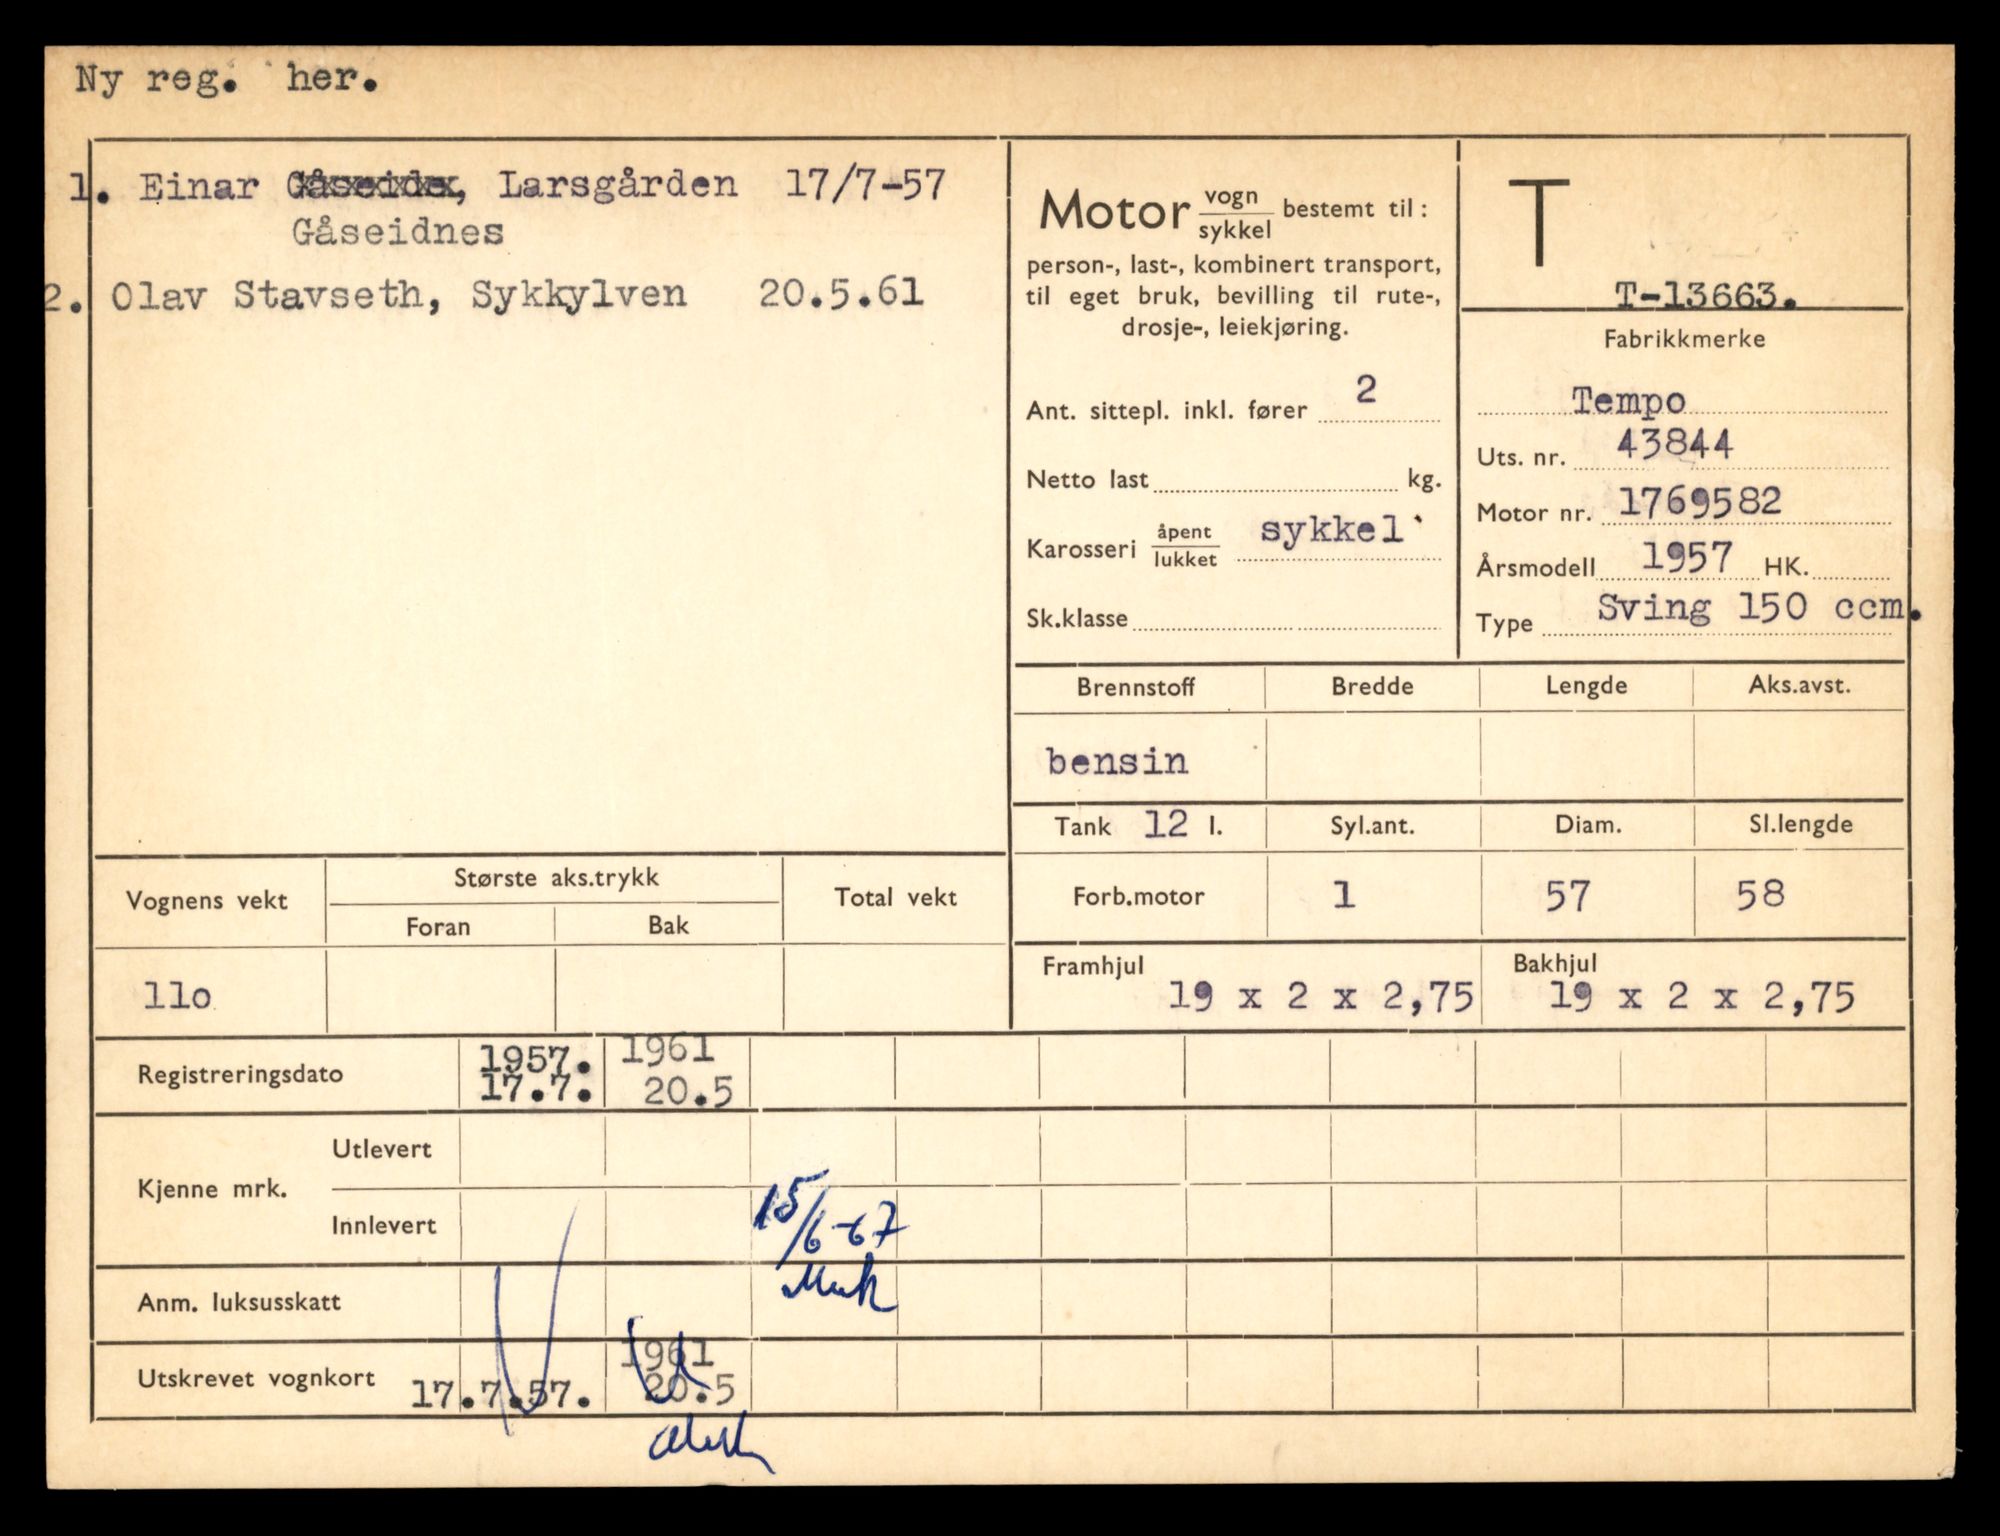 Ny reg. her.
1. Einar Gåseide, Larsgården 17/7-57
Gåseidnes
2. Olav Stavseth, Sykkylven 20.5.61
Motor vogn/sykkel bestemt til:
person-, last-, kombinert transport,
til eget bruk, bevilling til rute-,
drosje-, leiekjøring.
Ant. sittepl. inkl. fører 2
Netto last kg.
Karosseri åpent/lukket sykkel
Sk.klasse
T
T-13663.
Fabrikkmerke
Tempo
Uts. nr. 43844
Motor nr. 1769582
Årsmodell 1957 HK.
Type Sving 150 ccm.
Brennstoff Bredde Lengde Aks.avst.
bensin
Tank 12 l. Syl.ant. Diam. Sl.lengde
Forb.motor 1 57 58
Framhjul Bakhjul
19 x 2 x 2,75 19 x 2 x 2,75
Vognens vekt Største aks.trykk Total vekt
Foran Bak
110
Registreringsdato 1957. 1961
17.7. 20.5
Kjenne mrk. Utlevert
Innlevert 15/6-67
Anm. luksusskatt
Utskrevet vognkort 17.7.57. 1961
20.5